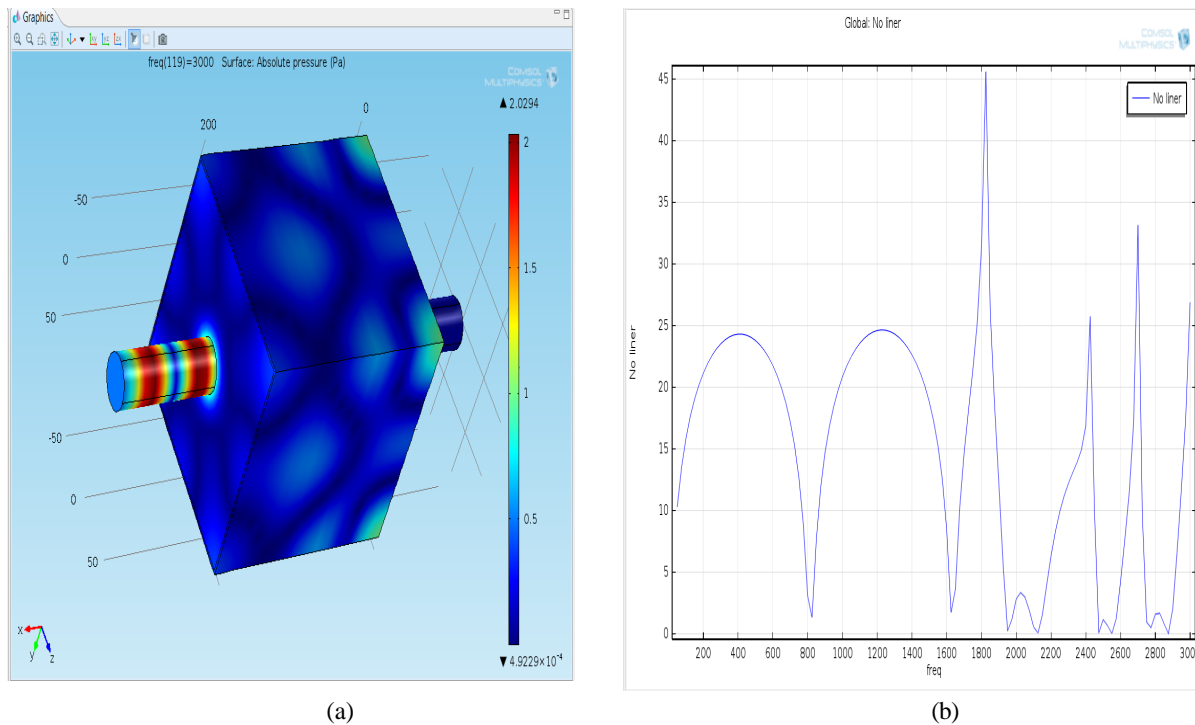 Graphics
freq(119)=3000 Surface: Absolute pressure (Pa)
COMSOL
MULTIPHYSICS
▲ 2.0294
0
200
2
-50
0
1.5
50
1
-50
0
0.5
50
x
y
z
▼ 4.9229×10⁻⁴
(a)
Global: No liner
COMSOL
MULTIPHYSICS
No liner
45
40
35
30
25
20
15
10
5
0
No liner
200 400 600 800 1000 1200 1400 1600 1800 2000 2200 2400 2600 2800 3000
freq
(b)